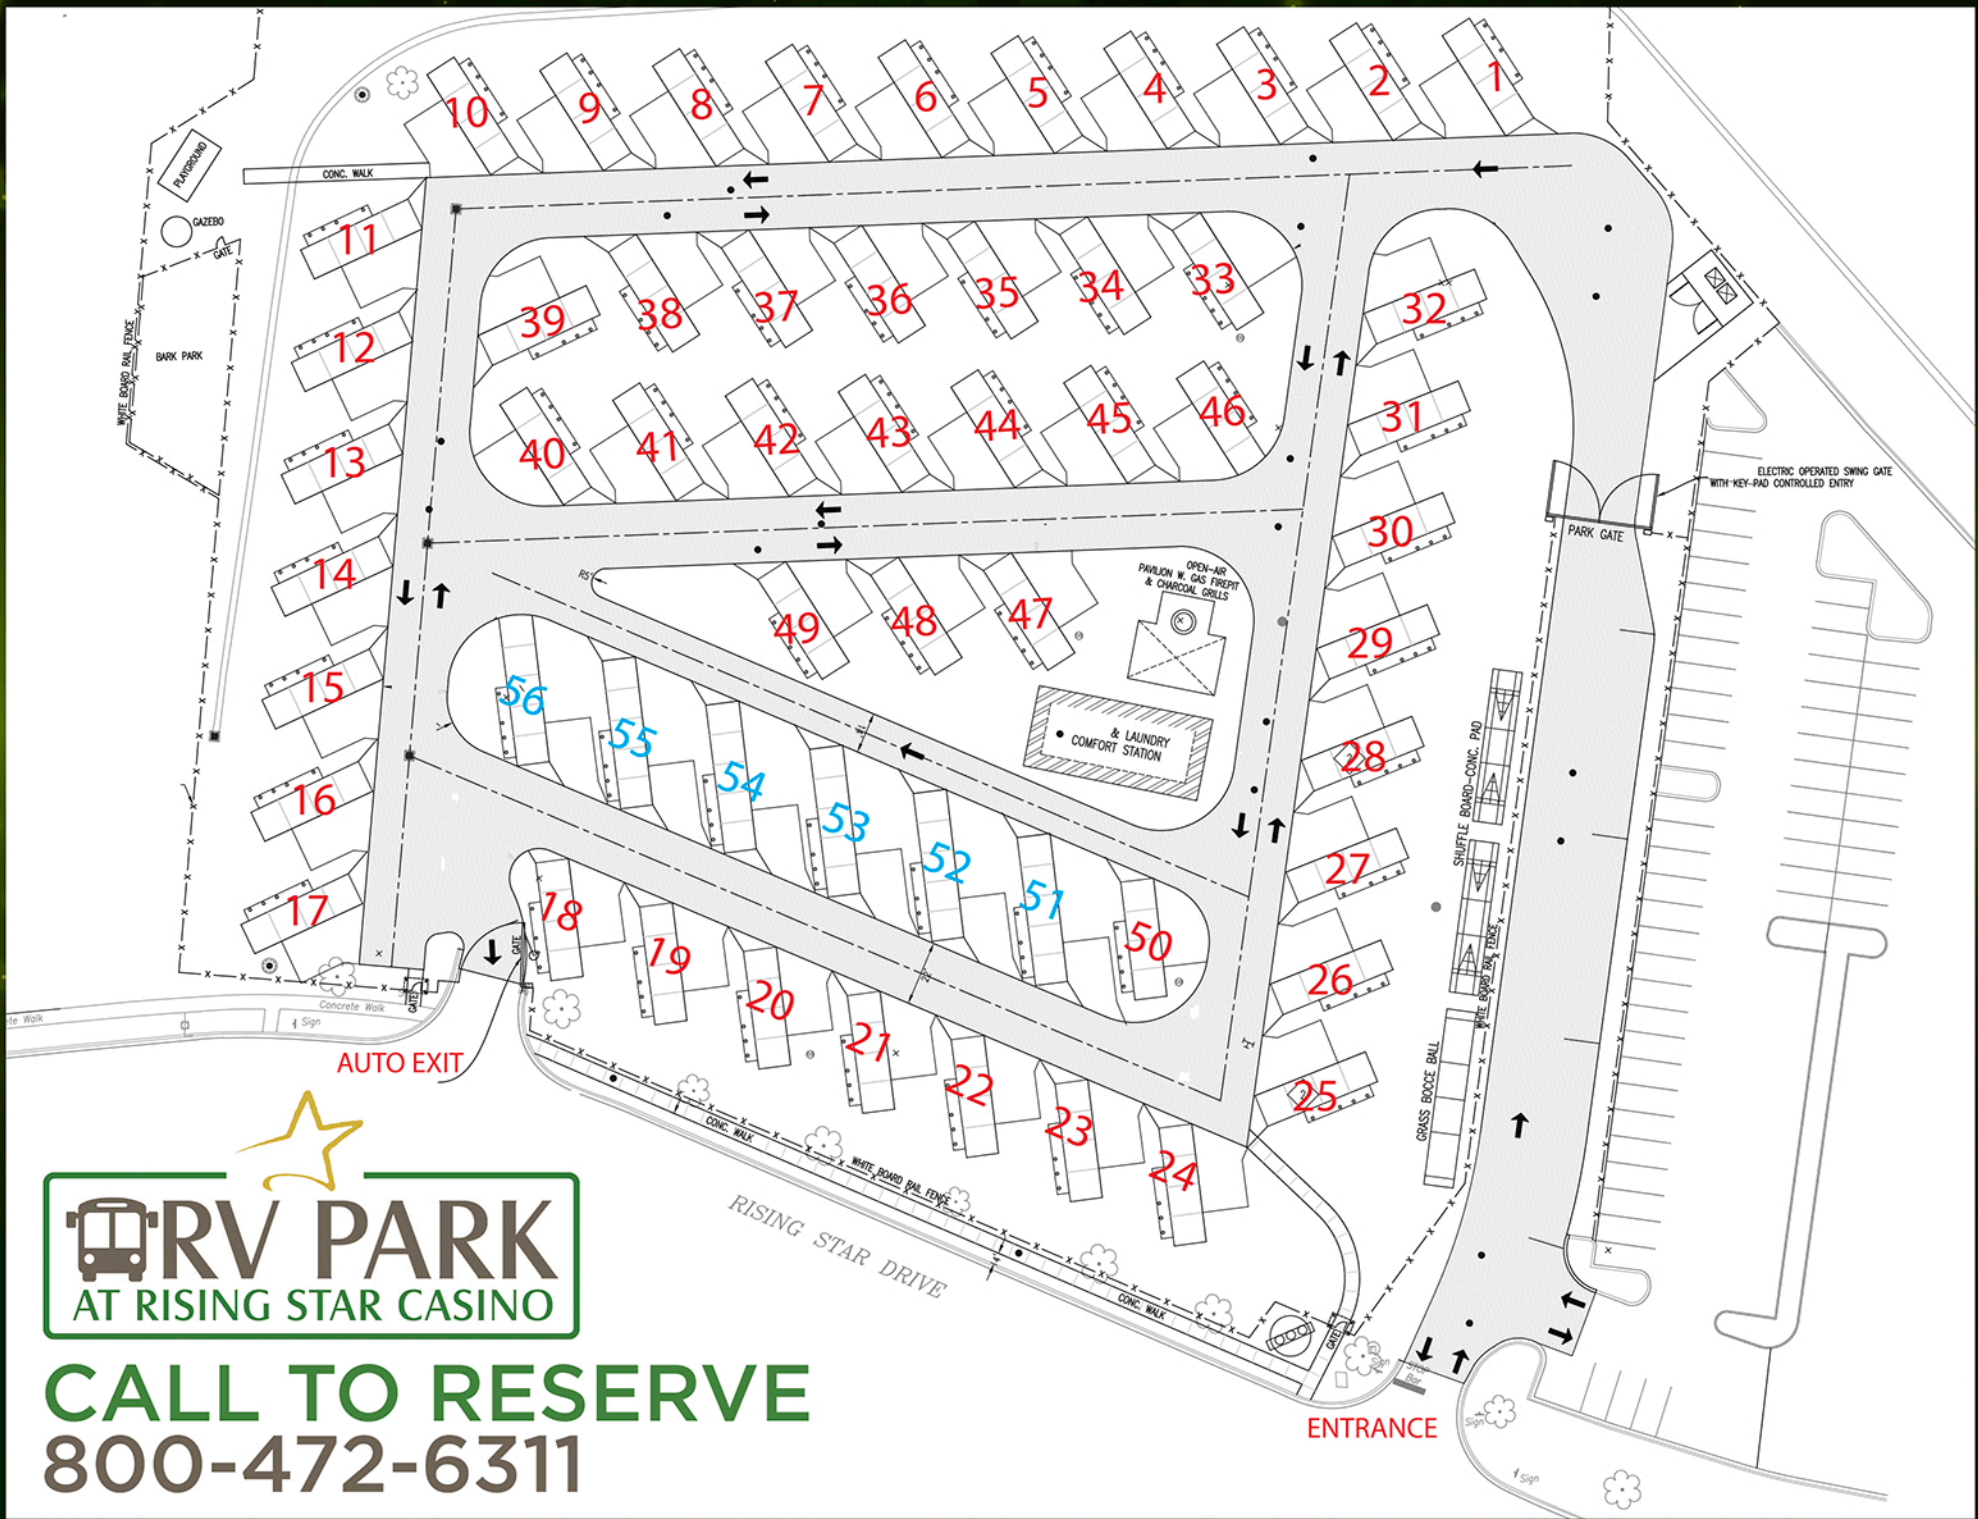 10
9
8
7
6
5
4
3
2
1
PLAYGROUND
CONC. WALK
GAZEBO
GATE
11
12
13
14
15
16
17
WHITE BOARD RAIL FENCE
BARK PARK
39
38
37
36
35
34
33
32
40
41
42
43
44
45
46
31
ELECTRIC OPERATED SWING GATE
WITH KEY PAD CONTROLLED ENTRY
PARK GATE
30
29
28
27
26
25
49
48
47
OPEN-AIR
PAVILION W. GAS FIREPIT
& CHARCOAL GRILLS
& LAUNDRY
COMFORT STATION
56
55
54
53
52
51
50
18
19
20
21
22
23
24
SHUFFLE BOARD-CONC. PAD
WHITE BOARD RAIL FENCE
GRASS BOCCE BALL
GATE
GATE
Concrete Walk
Sign
AUTO EXIT
CONC. WALK
WHITE BOARD RAIL FENCE
RISING STAR DRIVE
CONC. WALK
GATE
Sign
STOP
Bar
ENTRANCE
Sign
Sign
RV PARK
AT RISING STAR CASINO
CALL TO RESERVE
800-472-6311